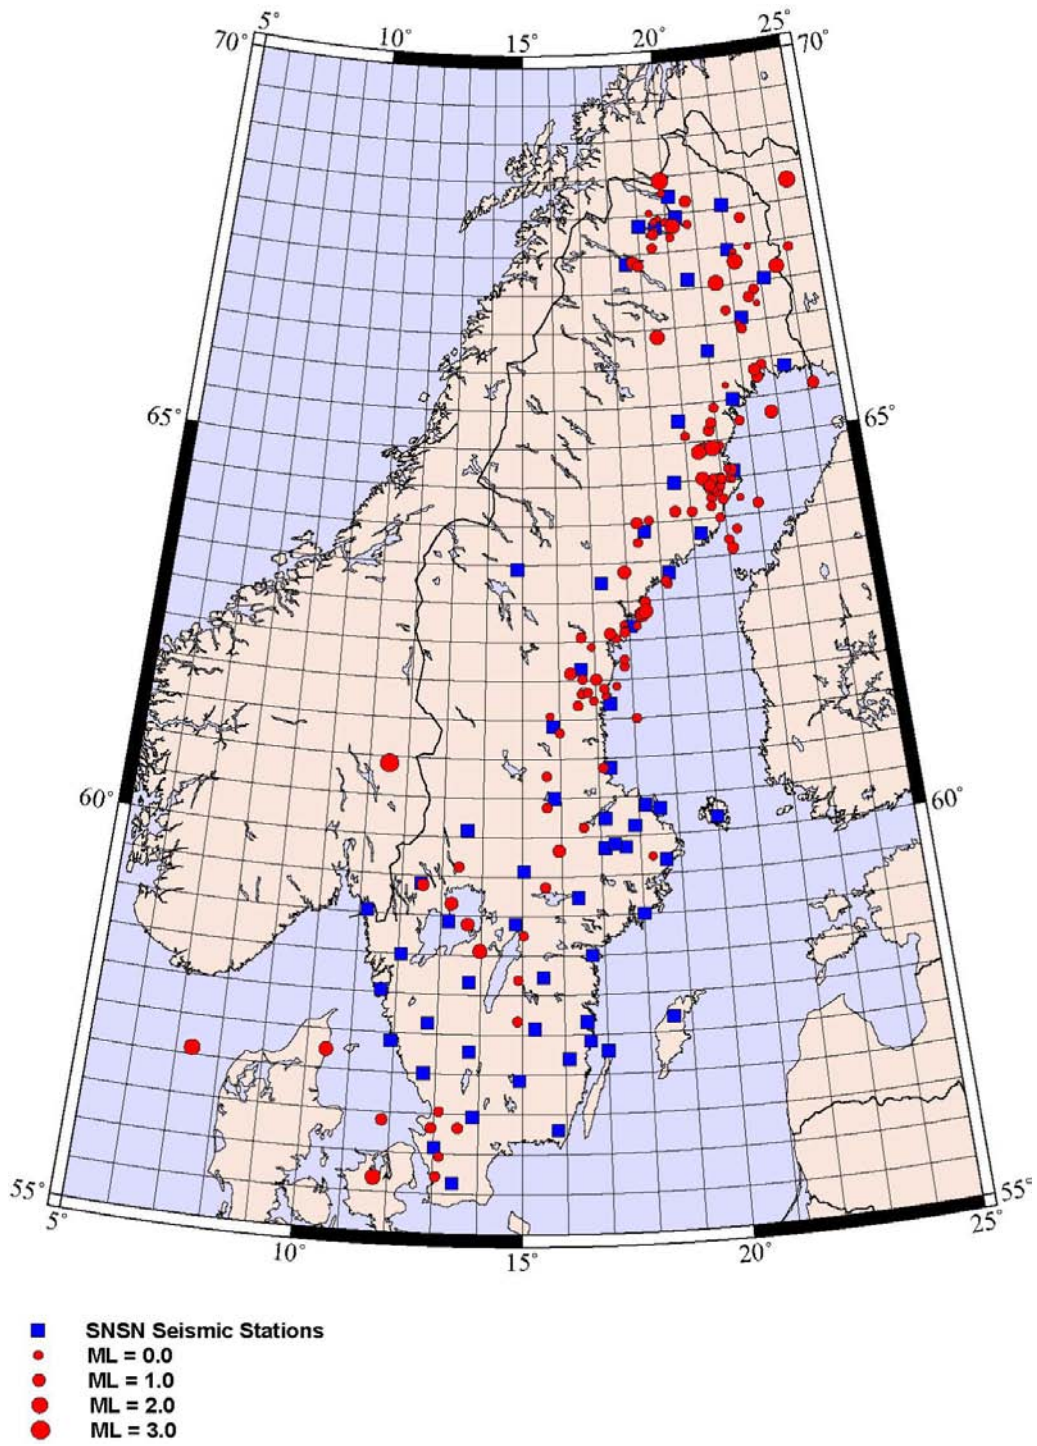 5° 10° 15° 20° 25°
70° 70°
65° 65°
60° 60°
55° 55°
5° 10° 15° 20° 25°
SNSN Seismic Stations
ML = 0.0
ML = 1.0
ML = 2.0
ML = 3.0